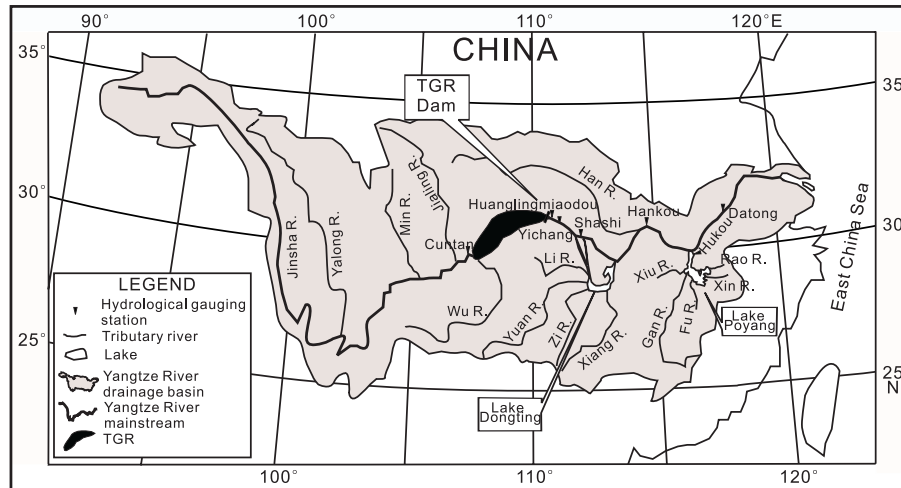 90°
100°
110°
120°E
35°
CHINA
35°
TGR
Dam
Han R.
Jialing R.
Min R.
30°
Huanglingmiaodou
Hankou
Shashi
Datong
Yichang
Hukou
30°
Jinsha R.
Yalong R.
Cuntan
Li R.
Xiu R.
Rao R.
Xin R.
East China Sea
LEGEND
Hydrological gauging
station
Tributary river
Lake
Yangtze River
drainage basin
Yangtze River
mainstream
TGR
Wu R.
Yuan R.
Zi R.
Xiang R.
Gan R.
Fu R.
Lake
Poyang
25°
25°
N
Lake
Dongting
100°
110°
120°